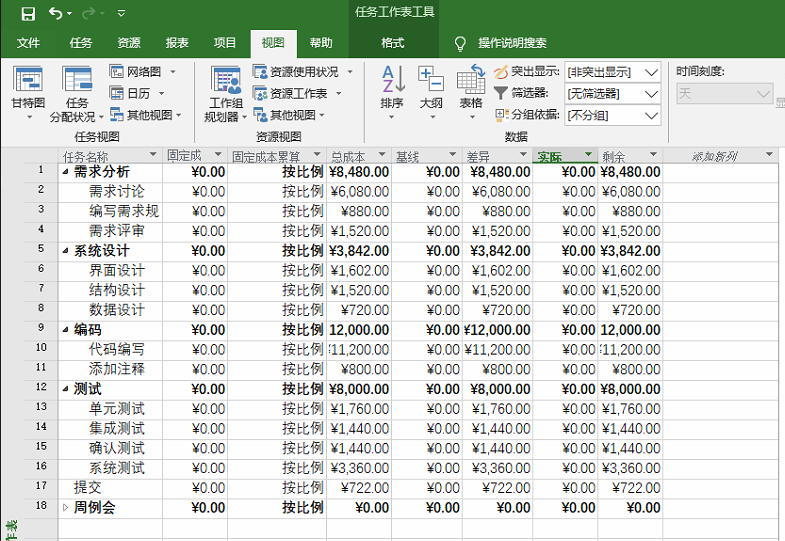 任务工作表工具
文件 任务 资源 报表 项目 视图 帮助 格式 操作说明搜索
网络图 资源使用状况 突出显示: [非突出显示] 时间刻度:
日历 资源工作表 筛选器: [无筛选器] 天
甘特图 任务 分配状况 其他视图 工作组 规划器 其他视图 排序 大纲 表格 分组依据: [不分组]
任务视图 资源视图 数据
任务名称 固定成 固定成本累算 总成本 基线 差异 实际 剩余 添加新列
1 需求分析 ¥0.00 按比例 ¥8,480.00 ¥0.00 ¥8,480.00 ¥0.00 ¥8,480.00
2 需求讨论 ¥0.00 按比例 ¥6,080.00 ¥0.00 ¥6,080.00 ¥0.00 ¥6,080.00
3 编写需求规 ¥0.00 按比例 ¥880.00 ¥0.00 ¥880.00 ¥0.00 ¥880.00
4 需求评审 ¥0.00 按比例 ¥1,520.00 ¥0.00 ¥1,520.00 ¥0.00 ¥1,520.00
5 系统设计 ¥0.00 按比例 ¥3,842.00 ¥0.00 ¥3,842.00 ¥0.00 ¥3,842.00
6 界面设计 ¥0.00 按比例 ¥1,602.00 ¥0.00 ¥1,602.00 ¥0.00 ¥1,602.00
7 结构设计 ¥0.00 按比例 ¥1,520.00 ¥0.00 ¥1,520.00 ¥0.00 ¥1,520.00
8 数据设计 ¥0.00 按比例 ¥720.00 ¥0.00 ¥720.00 ¥0.00 ¥720.00
9 编码 ¥0.00 按比例 12,000.00 ¥0.00 ¥12,000.00 ¥0.00 12,000.00
10 代码编写 ¥0.00 按比例 ¥11,200.00 ¥0.00 ¥11,200.00 ¥0.00 ¥11,200.00
11 添加注释 ¥0.00 按比例 ¥800.00 ¥0.00 ¥800.00 ¥0.00 ¥800.00
12 测试 ¥0.00 按比例 ¥8,000.00 ¥0.00 ¥8,000.00 ¥0.00 ¥8,000.00
13 单元测试 ¥0.00 按比例 ¥1,760.00 ¥0.00 ¥1,760.00 ¥0.00 ¥1,760.00
14 集成测试 ¥0.00 按比例 ¥1,440.00 ¥0.00 ¥1,440.00 ¥0.00 ¥1,440.00
15 确认测试 ¥0.00 按比例 ¥1,440.00 ¥0.00 ¥1,440.00 ¥0.00 ¥1,440.00
16 系统测试 ¥0.00 按比例 ¥3,360.00 ¥0.00 ¥3,360.00 ¥0.00 ¥3,360.00
17 提交 ¥0.00 按比例 ¥722.00 ¥0.00 ¥722.00 ¥0.00 ¥722.00
18 周例会 ¥0.00 按比例 ¥0.00 ¥0.00 ¥0.00 ¥0.00 ¥0.00
作表